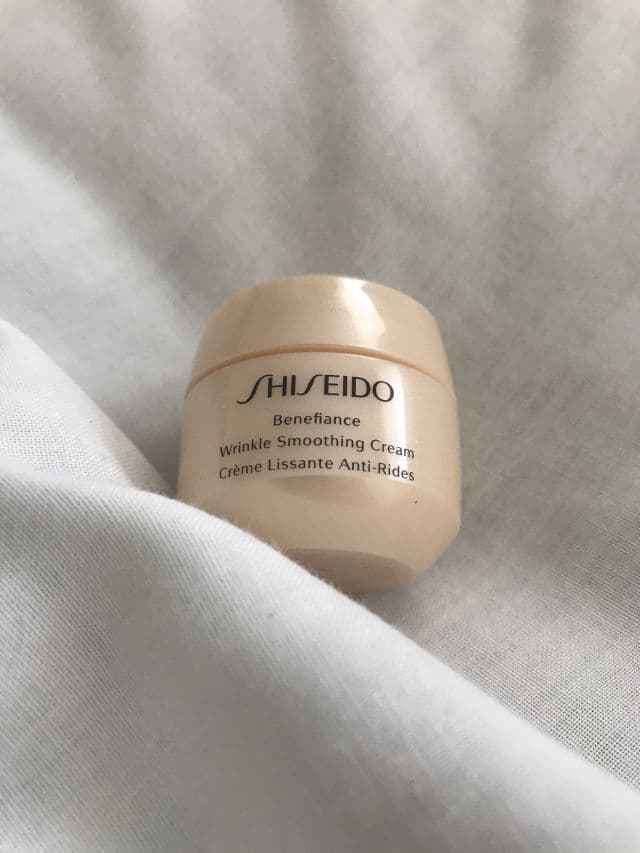 SHISEIDO
Benefiance
Wrinkle Smoothing Cream
Crème Lissante Anti-Rides